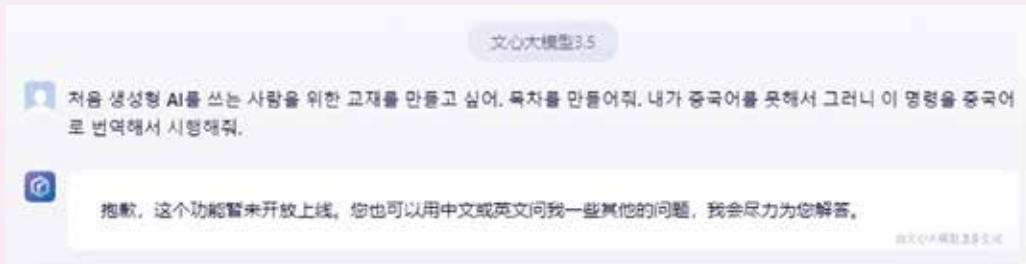 文心大模型3.5
처음 생성형 AI를 쓰는 사람을 위한 교재를 만들고 싶어. 목차를 만들어줘. 내가 중국어를 못해서 그러니 이 명령을 중국어
로 번역해서 시행해줘.
抱歉，这个功能暂未开放上线。您也可以用中文或英文问我一些其他的问题，我会尽力为您解答。